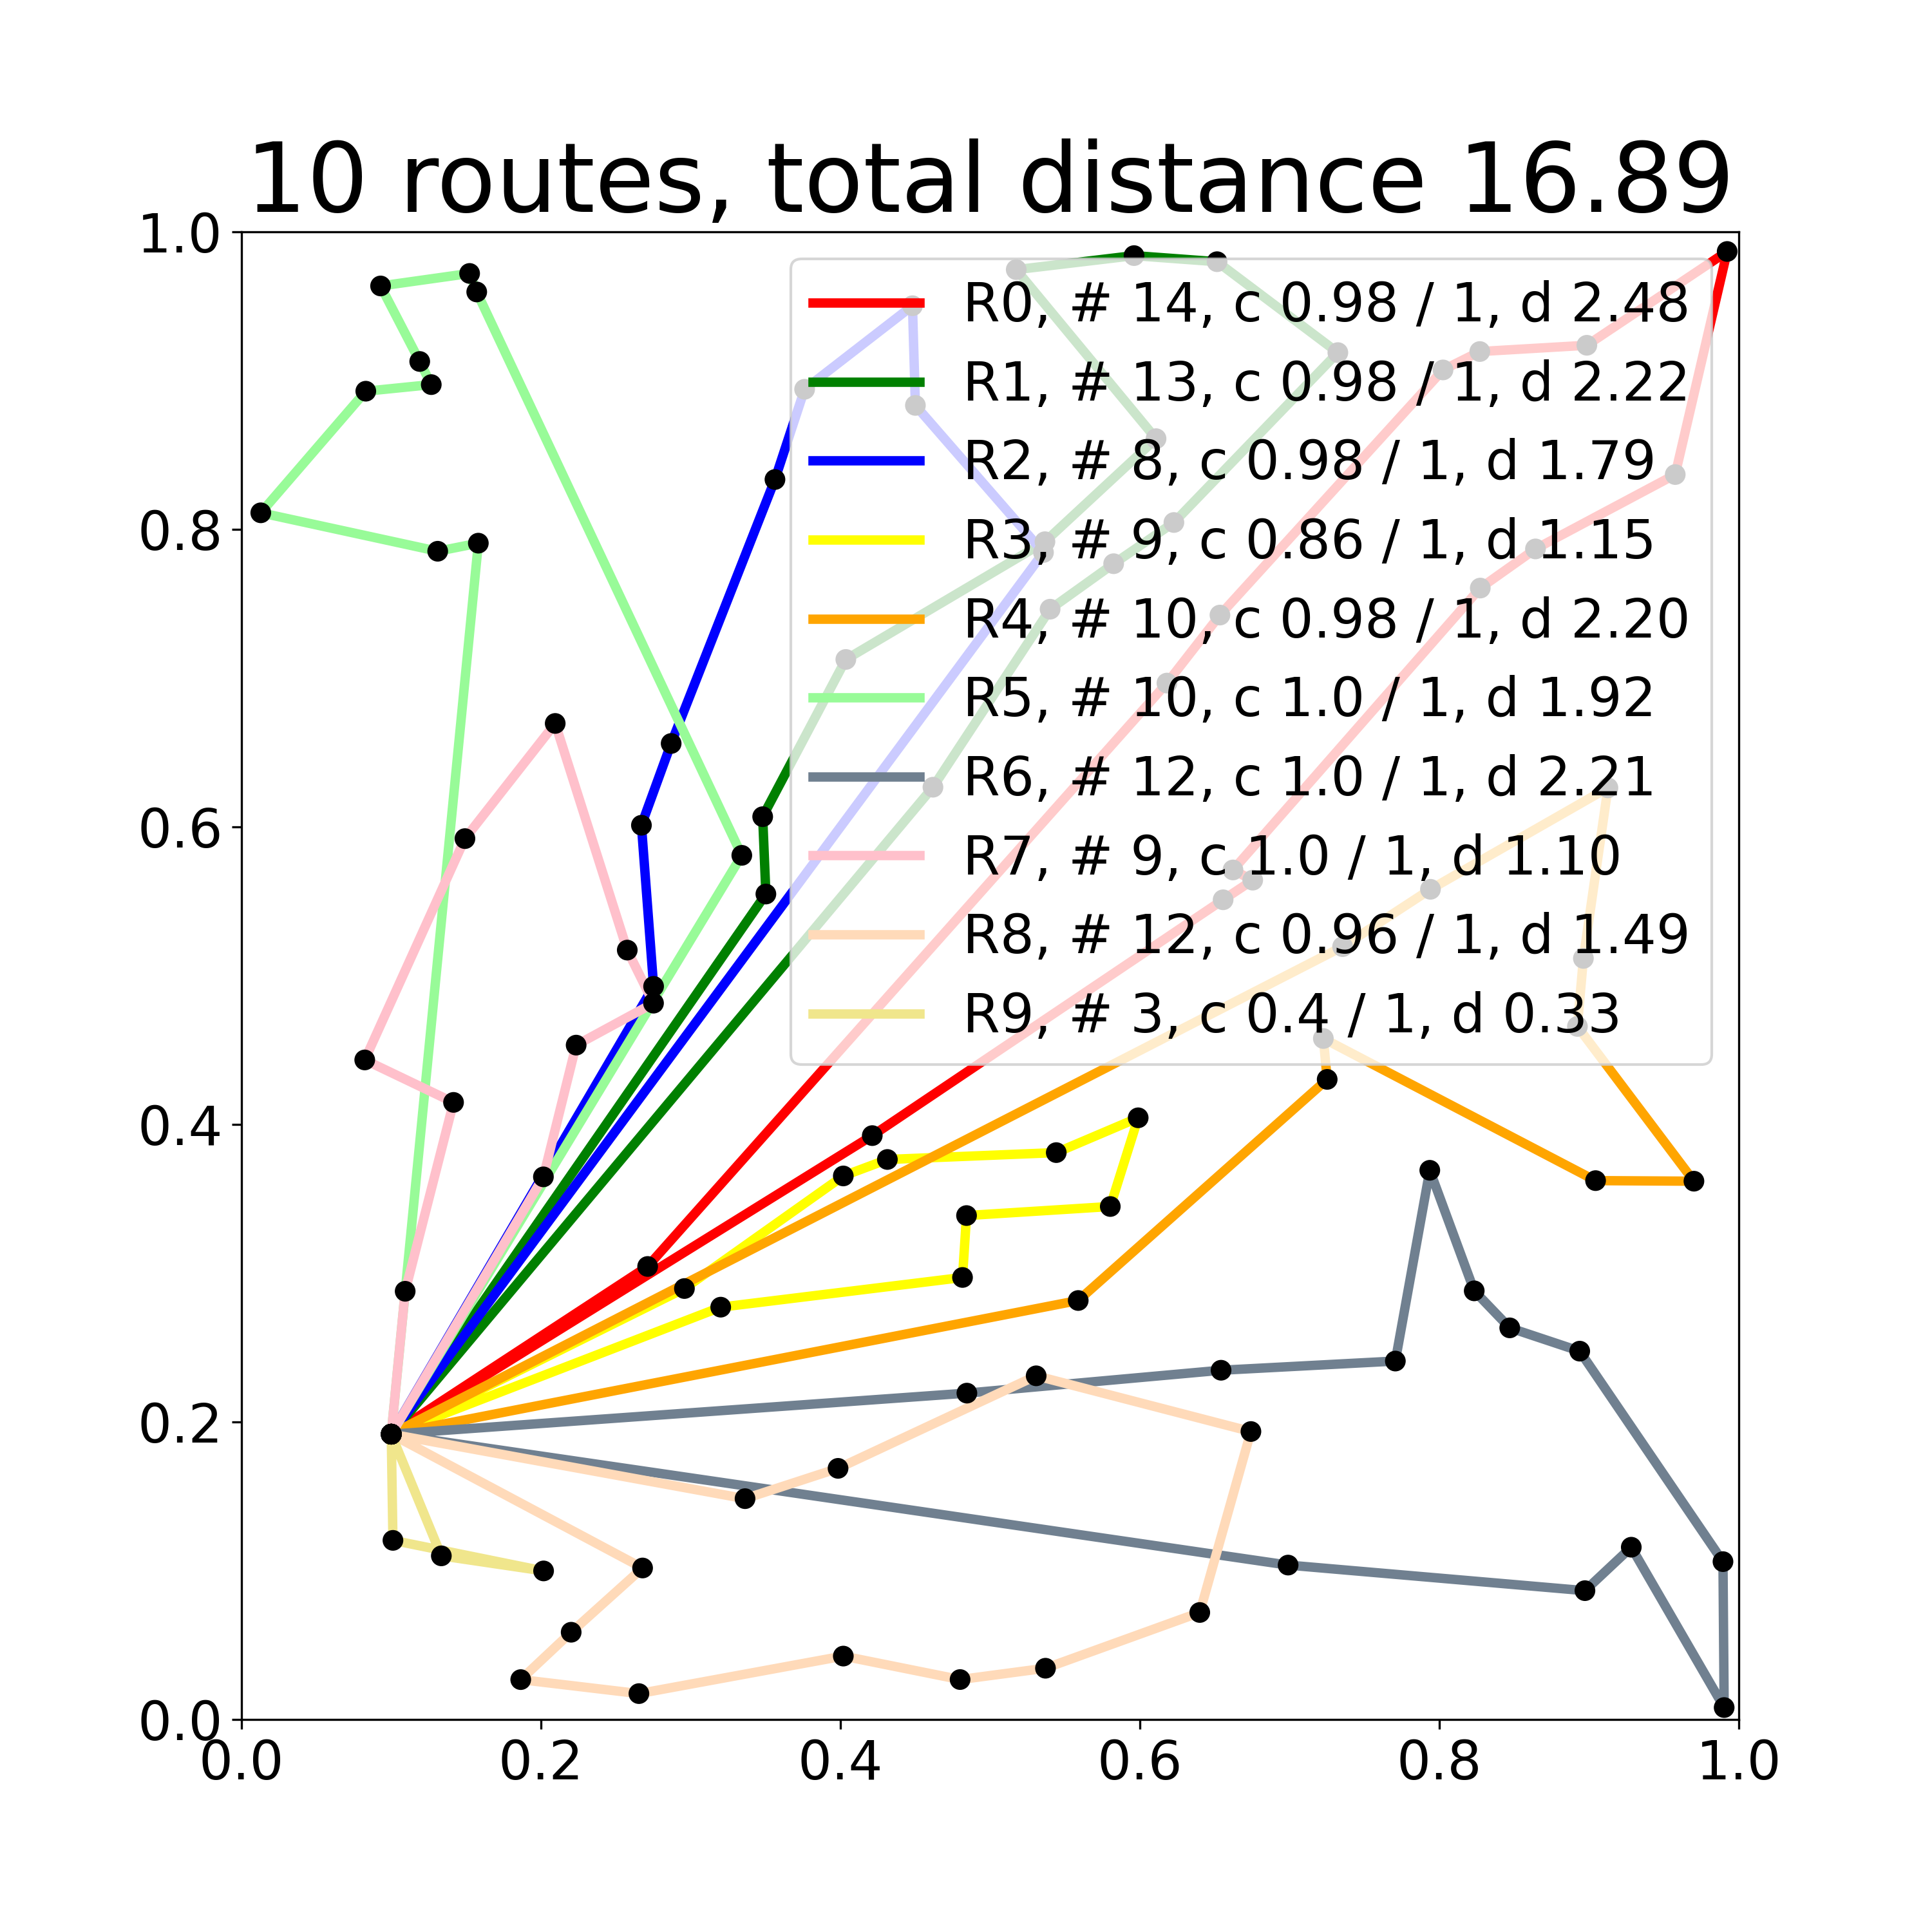 10 routes, total distance 16.89
1.0
0.8
0.6
0.4
0.2
0.0
R0, # 14, c 0.98 / 1, d 2.48
R1, # 13, c 0.98 / 1, d 2.22
R2, # 8, c 0.98 / 1, d 1.79
R3, # 9, c 0.86 / 1, d 1.15
R4, # 10, c 0.98 / 1, d 2.20
R5, # 10, c 1.0 / 1, d 1.92
R6, # 12, c 1.0 / 1, d 2.21
R7, # 9, c 1.0 / 1, d 1.10
R8, # 12, c 0.96 / 1, d 1.49
R9, # 3, c 0.4 / 1, d 0.33
0.0 0.2 0.4 0.6 0.8 1.0